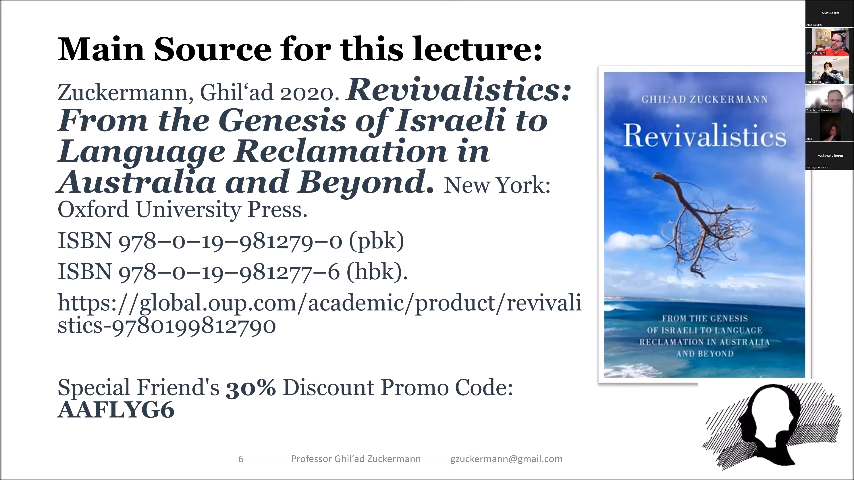 Main Source for this lecture:
Zuckermann, Ghil‘ad 2020. Revivalistics:
From the Genesis of Israeli to
Language Reclamation in
Australia and Beyond. New York:
Oxford University Press.
ISBN 978–0–19–981279–0 (pbk)
ISBN 978–0–19–981277–6 (hbk).
https://global.oup.com/academic/product/revivali
stics-9780199812790
Special Friend's 30% Discount Promo Code:
AAFLYG6
GHIL‘AD ZUCKERMANN
Revivalistics
FROM THE GENESIS
OF ISRAELI TO LANGUAGE
RECLAMATION IN AUSTRALIA
AND BEYOND
6 Professor Ghil‘ad Zuckermann gzuckermann@gmail.com